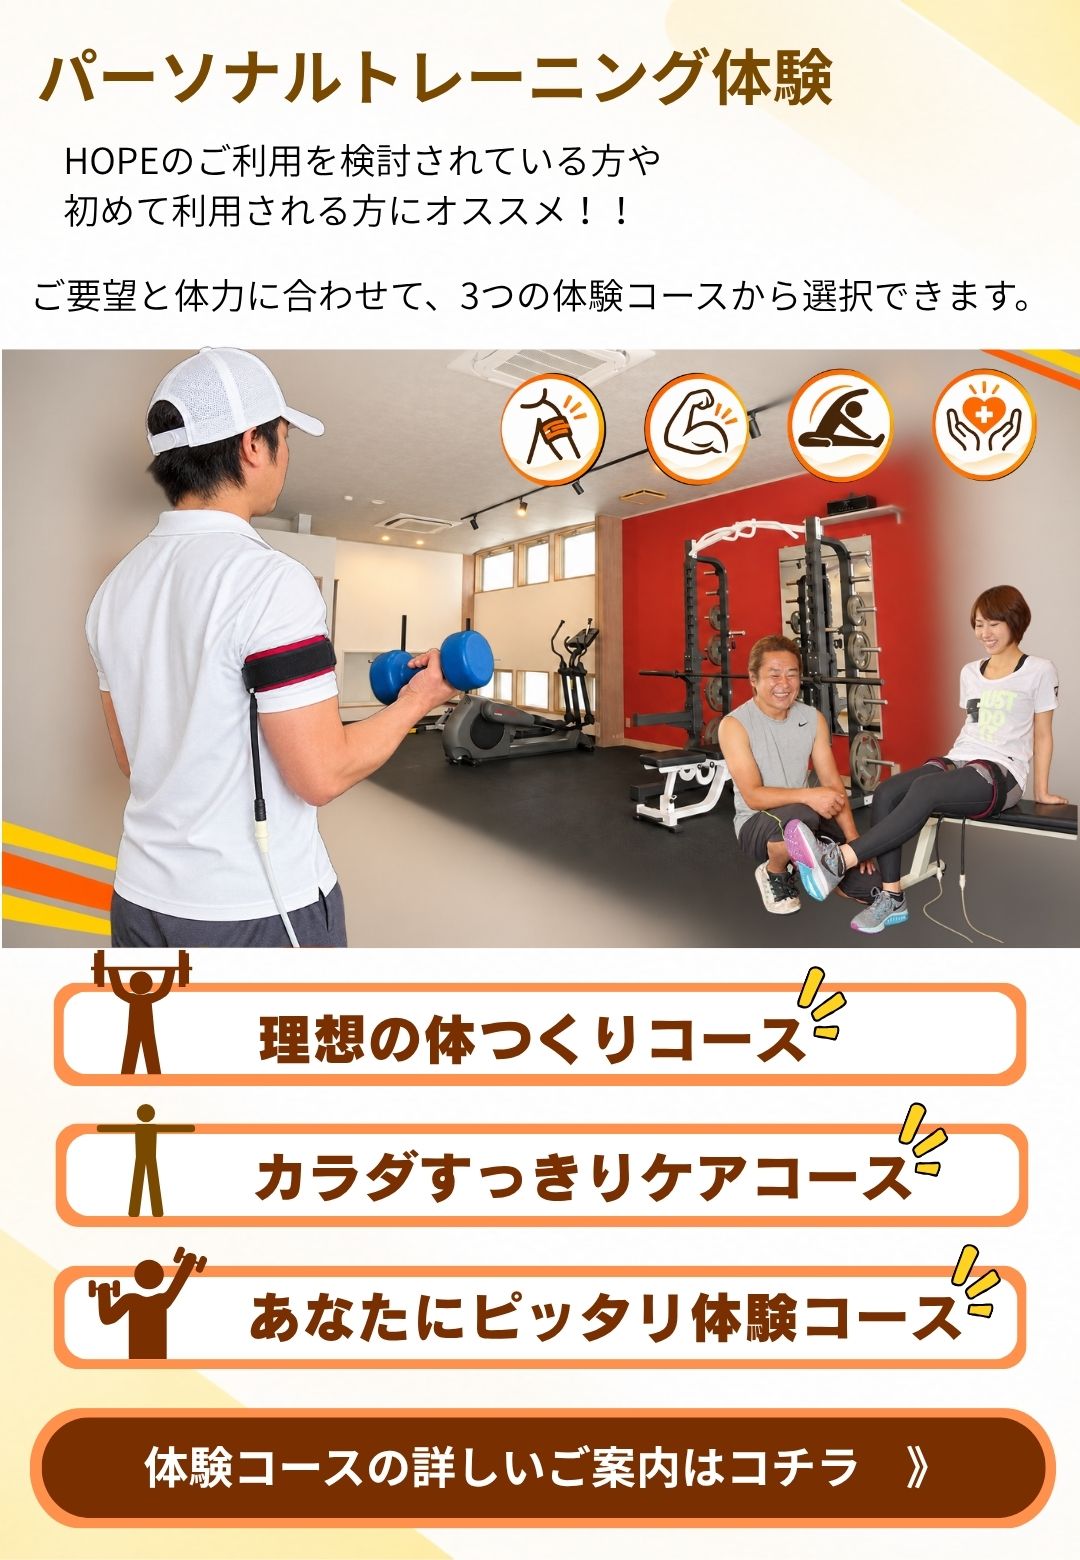 パーソナルトレーニング体験
HOPEのご利用を検討されている方や
初めて利用される方にオススメ！！
ご要望と体力に合わせて、3つの体験コースから選択できます。
JUST
DO
IT
理想の体つくりコース
カラダすっきりケアコース
あなたにピッタリ体験コース
体験コースの詳しいご案内はコチラ 》